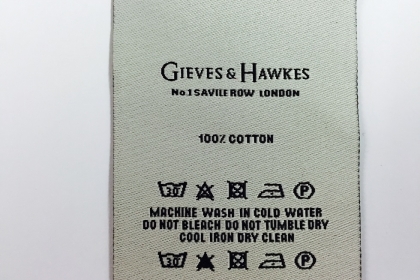 GIEVES & HAWKES
No.1 SAVILE ROW LONDON
100% COTTON
30 P
MACHINE WASH IN COLD WATER
DO NOT BLEACH DO NOT TUMBLE DRY
COOL IRON DRY CLEAN
30 P